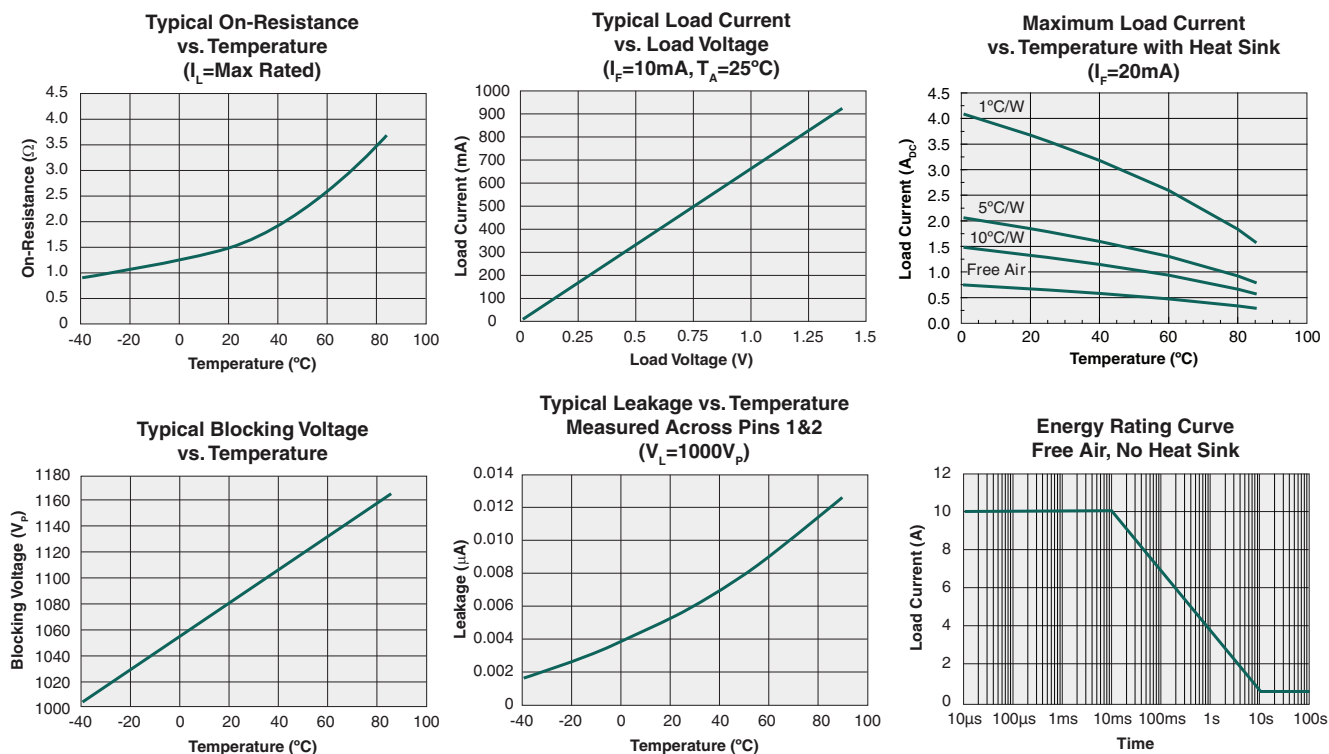 Typical On-Resistance
vs. Temperature
(IL=Max Rated)
4.5
4.0
3.5
3.0
2.5
2.0
1.5
1.0
0.5
0
On-Resistance (Ω)
-40 -20 0 20 40 60 80 100
Temperature (ºC)
Typical Load Current
vs. Load Voltage
(IF=10mA, TA=25ºC)
1000
900
800
700
600
500
400
300
200
100
0
Load Current (mA)
0 0.25 0.5 0.75 1.0 1.25 1.5
Load Voltage (V)
Maximum Load Current
vs. Temperature with Heat Sink
(IF=20mA)
4.5
4.0
3.5
3.0
2.5
2.0
1.5
1.0
0.5
0.0
Load Current (ADC)
1ºC/W
5ºC/W
10ºC/W
Free Air
0 20 40 60 80 100
Temperature (ºC)
Typical Blocking Voltage
vs. Temperature
1180
1160
1140
1120
1100
1080
1060
1040
1020
1000
Blocking Voltage (VP)
-40 -20 0 20 40 60 80 100
Temperature (ºC)
Typical Leakage vs. Temperature
Measured Across Pins 1&2
(VL=1000VP)
0.014
0.012
0.010
0.008
0.006
0.004
0.002
0
Leakage (μA)
-40 -20 0 20 40 60 80 100
Temperature (ºC)
Energy Rating Curve
Free Air, No Heat Sink
12
10
8
6
4
2
0
Load Current (A)
10μs 100μs 1ms 10ms 100ms 1s 10s 100s
Time